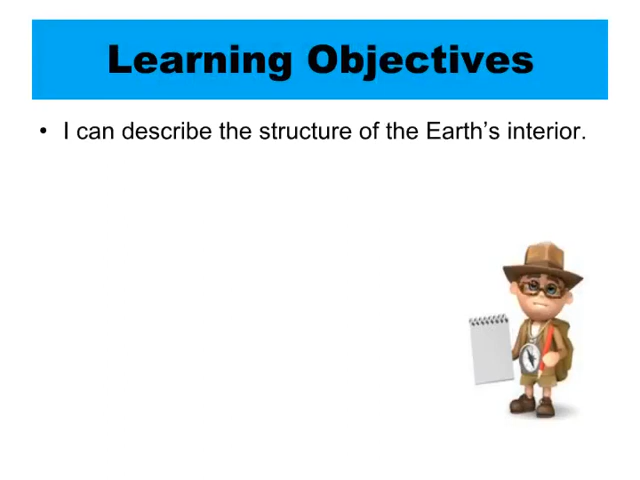 Learning Objectives
• I can describe the structure of the Earth’s interior.